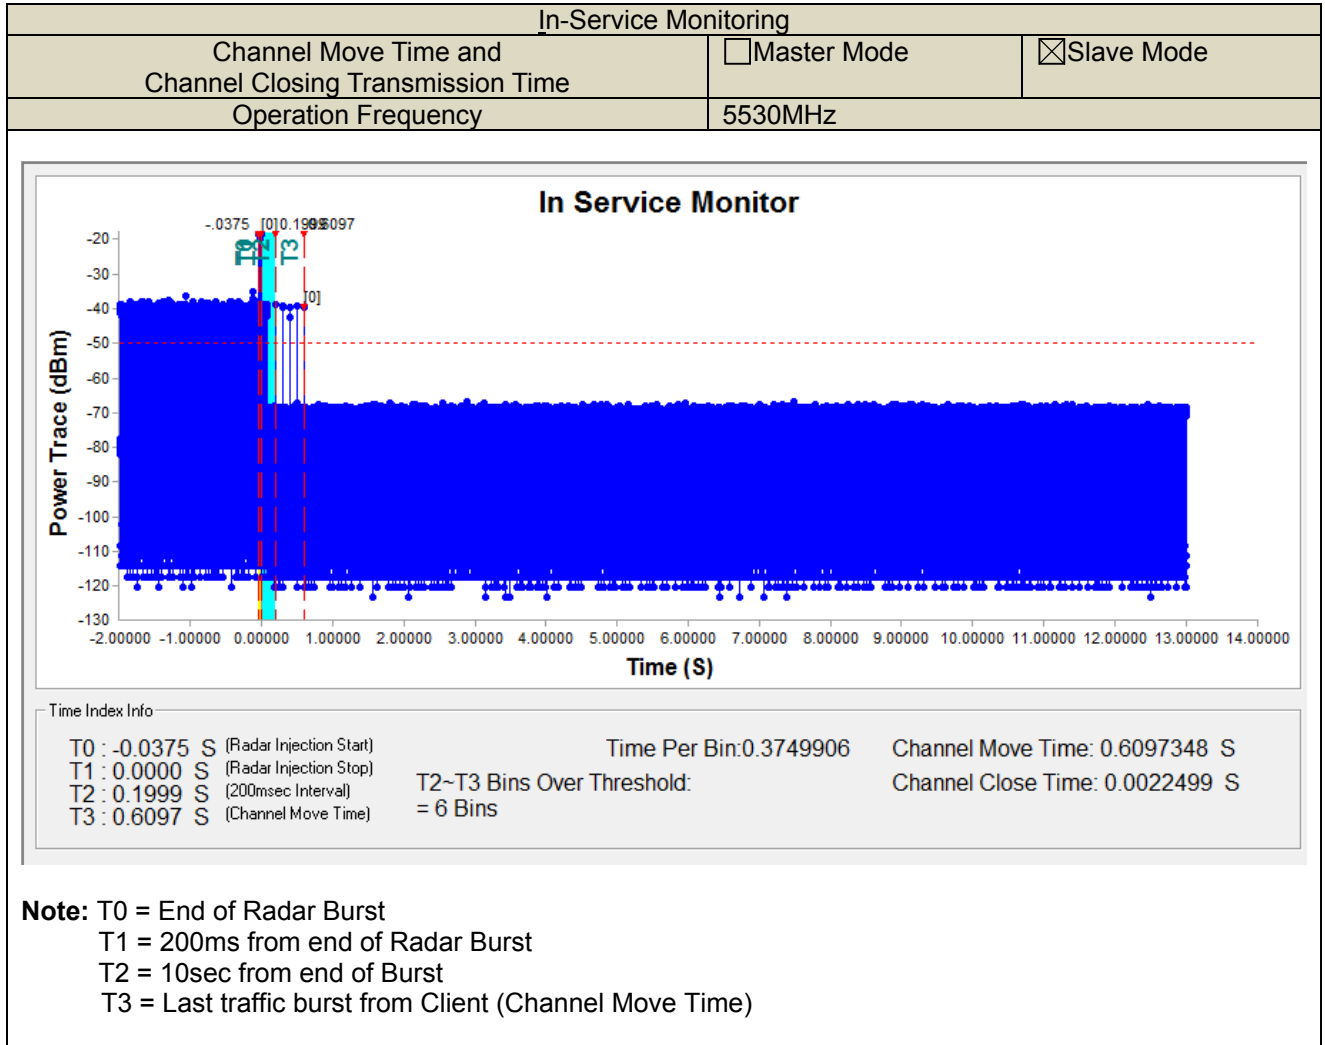 In-Service Monitoring
Channel Move Time and
Channel Closing Transmission Time
Master Mode
Slave Mode
Operation Frequency
5530MHz
In Service Monitor
-.0375 [0] 0.1999 0.6097
T0
T2
T3
[0]
Power Trace (dBm)
-20
-30
-40
-50
-60
-70
-80
-90
-100
-110
-120
-130
-2.00000 -1.00000 0.00000 1.00000 2.00000 3.00000 4.00000 5.00000 6.00000 7.00000 8.00000 9.00000 10.00000 11.00000 12.00000 13.00000 14.00000
Time (S)
Time Index Info
T0 : -0.0375 S (Radar Injection Start)
T1 : 0.0000 S (Radar Injection Stop)
T2 : 0.1999 S (200msec Interval)
T3 : 0.6097 S (Channel Move Time)
Time Per Bin:0.3749906
T2~T3 Bins Over Threshold:
= 6 Bins
Channel Move Time: 0.6097348 S
Channel Close Time: 0.0022499 S
Note: T0 = End of Radar Burst
T1 = 200ms from end of Radar Burst
T2 = 10sec from end of Burst
T3 = Last traffic burst from Client (Channel Move Time)